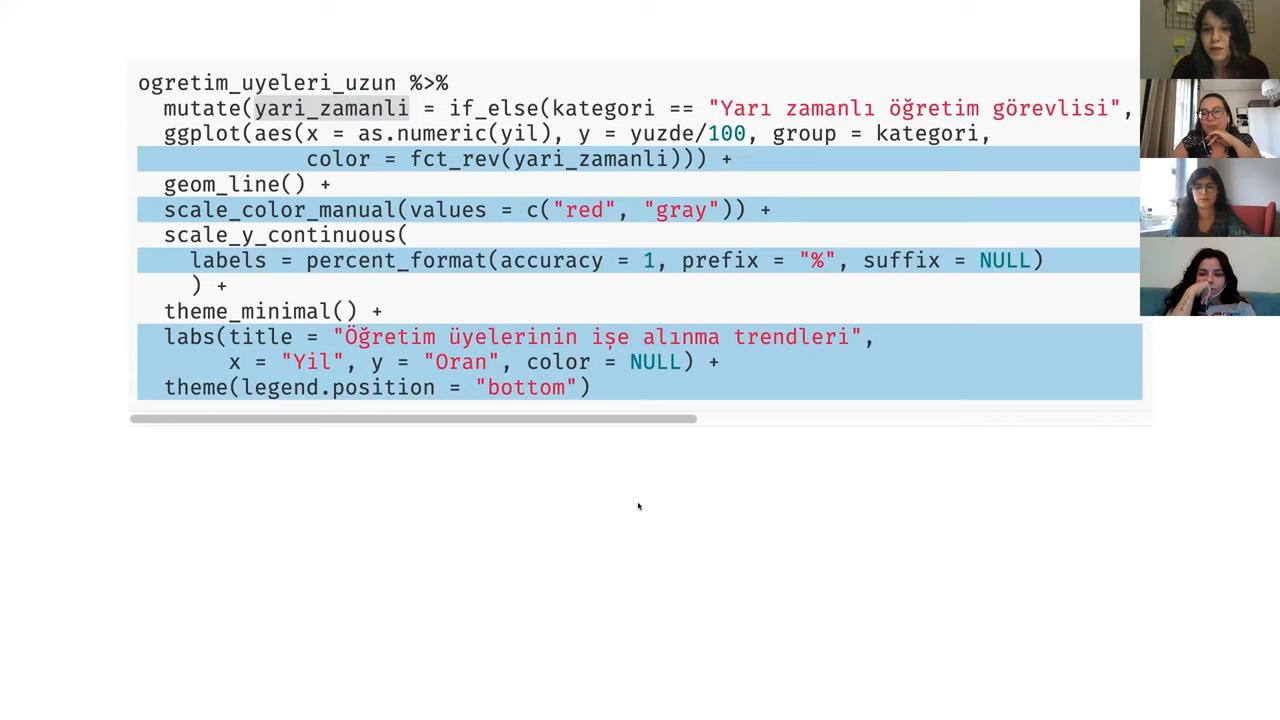 ogretim_uyeleri_uzun %>%
mutate(yari_zamanli = if_else(kategori == "Yarı zamanlı öğretim görevlisi",
ggplot(aes(x = as.numeric(yil), y = yuzde/100, group = kategori,
color = fct_rev(yari_zamanli))) +
geom_line() +
scale_color_manual(values = c("red", "gray")) +
scale_y_continuous(
labels = percent_format(accuracy = 1, prefix = "%", suffix = NULL)
) +
theme_minimal() +
labs(title = "Öğretim üyelerinin işe alınma trendleri",
x = "Yil", y = "Oran", color = NULL) +
theme(legend.position = "bottom")